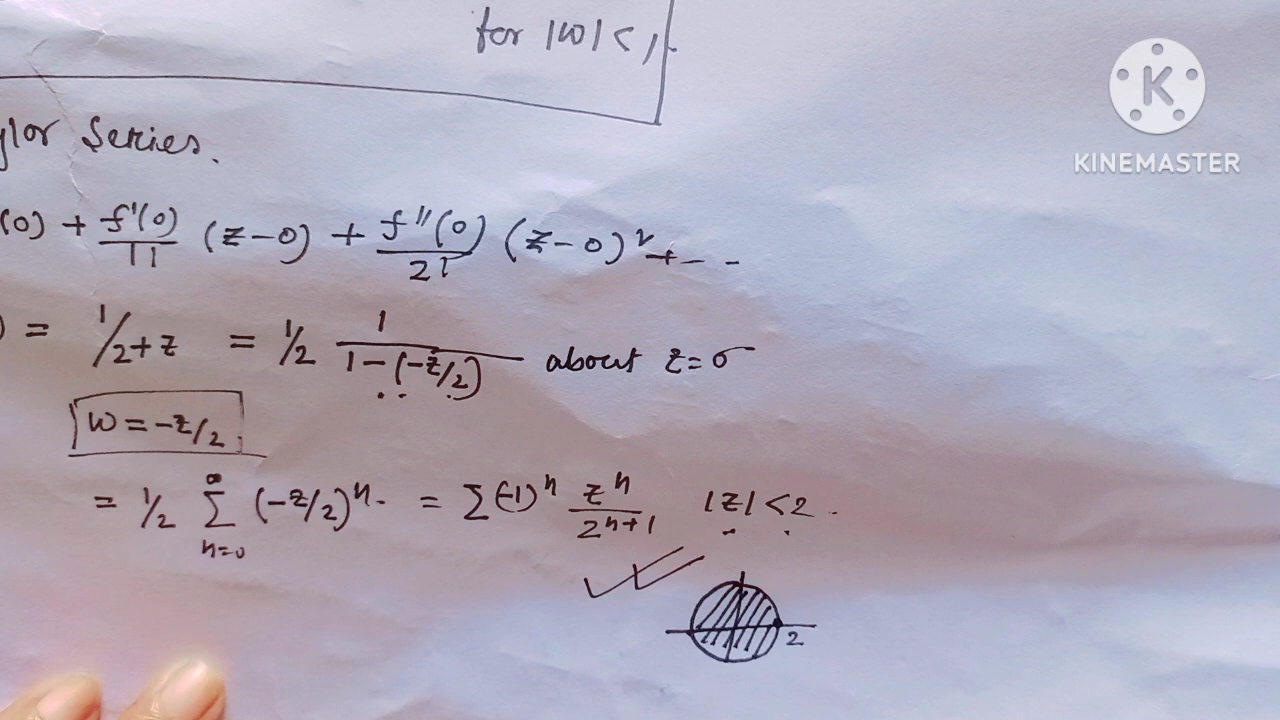 for |w| < 1.
K
KINEMASTER
ylor Series.
(0) + f'(0)/1! (z-0) + f''(0)/2! (z-0)² + - -
) = 1/2+z = 1/2 1/(1-(-z/2)) about z=0
w = -z/2.
= 1/2 ∑_{n=0}^{∞} (-z/2)^n. = ∑(-1)^n z^n/2^{n+1} |z|<2.
2